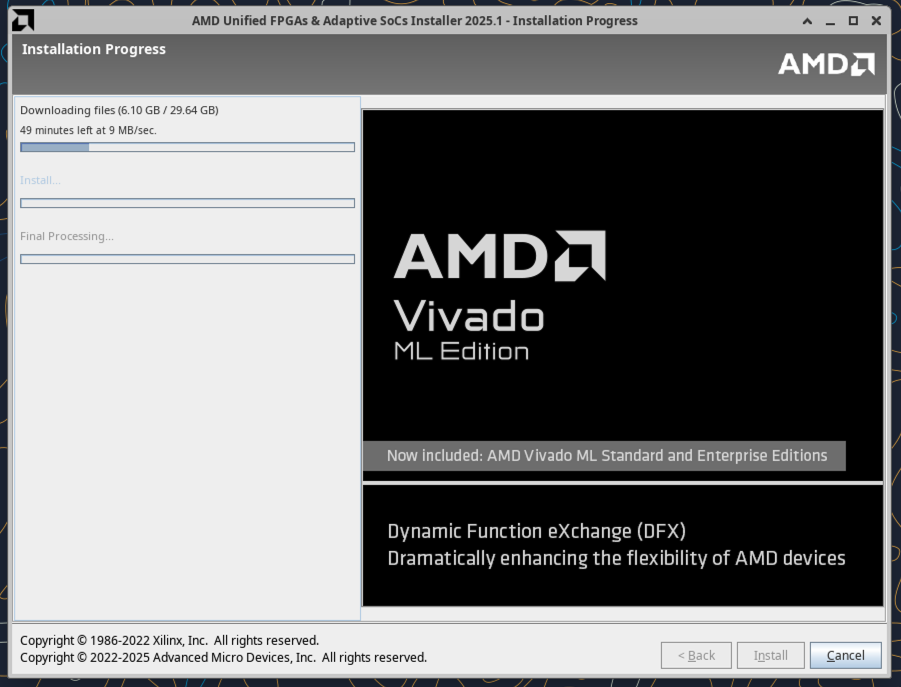 AMD Unified FPGAs & Adaptive SoCs Installer 2025.1 - Installation Progress
Installation Progress
AMD
Downloading files (6.10 GB / 29.64 GB)
49 minutes left at 9 MB/sec.
Install...
Final Processing...
AMD
Vivado
ML Edition
Now included: AMD Vivado ML Standard and Enterprise Editions
Dynamic Function eXchange (DFX)
Dramatically enhancing the flexibility of AMD devices
Copyright © 1986-2022 Xilinx, Inc.  All rights reserved.
Copyright © 2022-2025 Advanced Micro Devices, Inc.  All rights reserved.
< Back
Install
Cancel